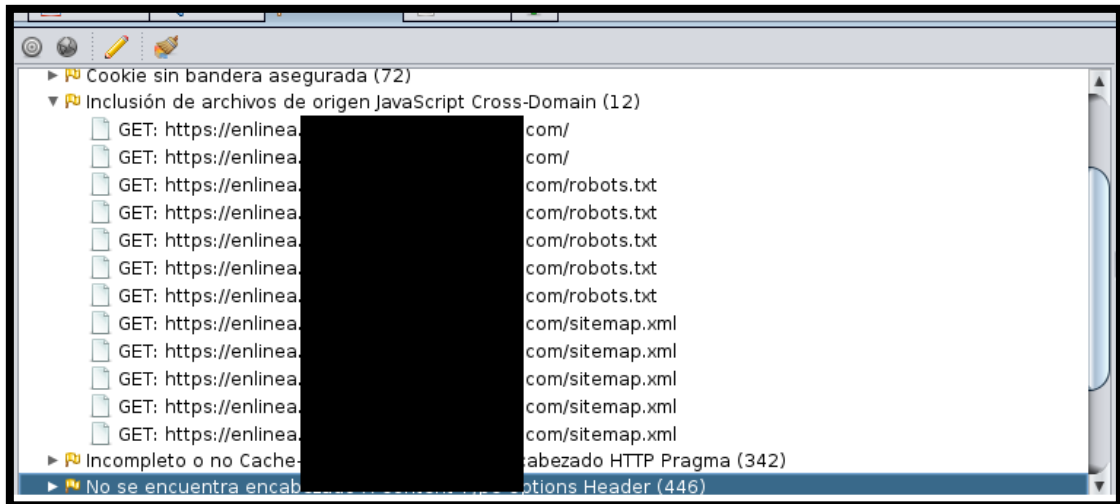 Cookie sin bandera asegurada (72)
Inclusión de archivos de origen JavaScript Cross-Domain (12)
GET: https://enlinea. com/
GET: https://enlinea. com/
GET: https://enlinea. com/robots.txt
GET: https://enlinea. com/robots.txt
GET: https://enlinea. com/robots.txt
GET: https://enlinea. com/robots.txt
GET: https://enlinea. com/robots.txt
GET: https://enlinea. com/sitemap.xml
GET: https://enlinea. com/sitemap.xml
GET: https://enlinea. com/sitemap.xml
GET: https://enlinea. com/sitemap.xml
GET: https://enlinea. com/sitemap.xml
Incompleto o no Cache- cabezado HTTP Pragma (342)
No se encuentra Options Header (446)